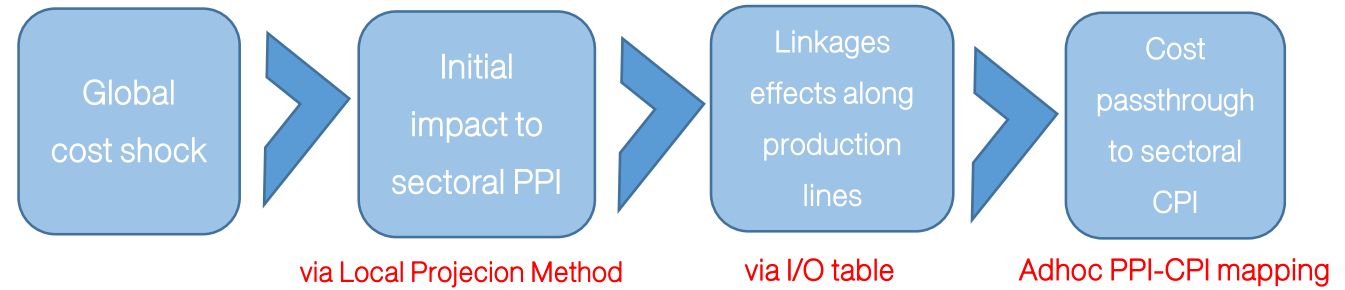 Global
cost shock
Initial
impact to
sectoral PPI
Linkages
effects along
production
lines
Cost
passthrough
to sectoral
CPI
via Local Projecion Method
via I/O table
Adhoc PPI-CPI mapping